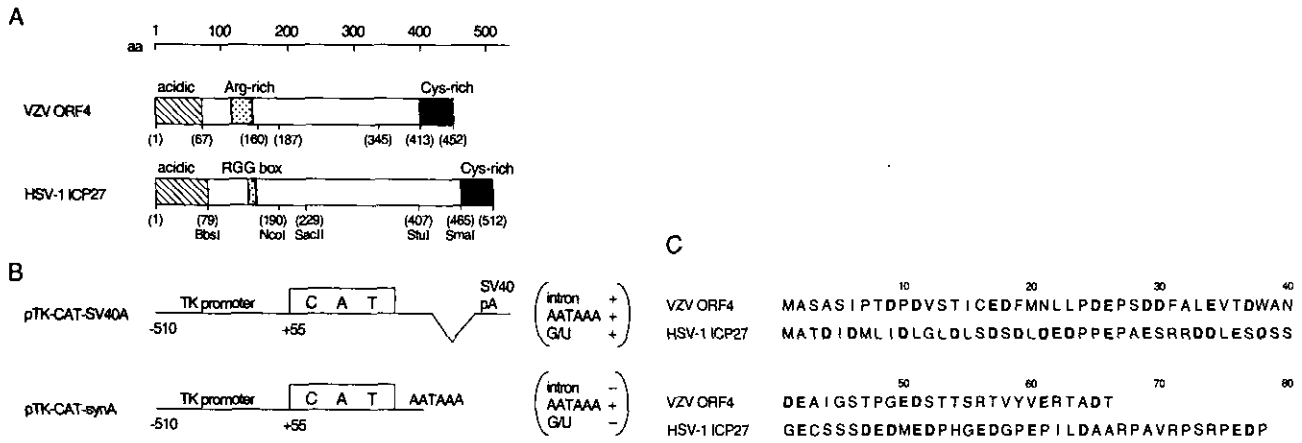 A
1 100 200 300 400 500
aa
acidic Arg-rich Cys-rich
VZV ORF4
(1) (67) (160) (187) (345) (413) (452)
acidic RGG box Cys-rich
HSV-1 ICP27
(1) (79) (190) (229) (407) (465) (512)
BbsI NcoI SacII StuI SmaI
B
pTK-CAT-SV40A
TK promoter
C A T
SV40
pA
-510 +55
intron +
AATAAA +
G/U +
pTK-CAT-synA
TK promoter
C A T
AATAAA
-510 +55
intron –
AATAAA +
G/U –
C
10 20 30 40
VZV ORF4 MASASIPTDPDVSTICEDFMNLLPDEPSDDFALEVTDWAN
HSV-1 ICP27 MATDIDMLIDLGLDLSDSDLDEDPPEPAESRRDDLESDSS
50 60 70 80
VZV ORF4 DEAIGSTPGEDSTTSRTVYVERTADT
HSV-1 ICP27 GECSSSDEDMEDPHGEDGPEPILDAARPAVRPSRPEDP